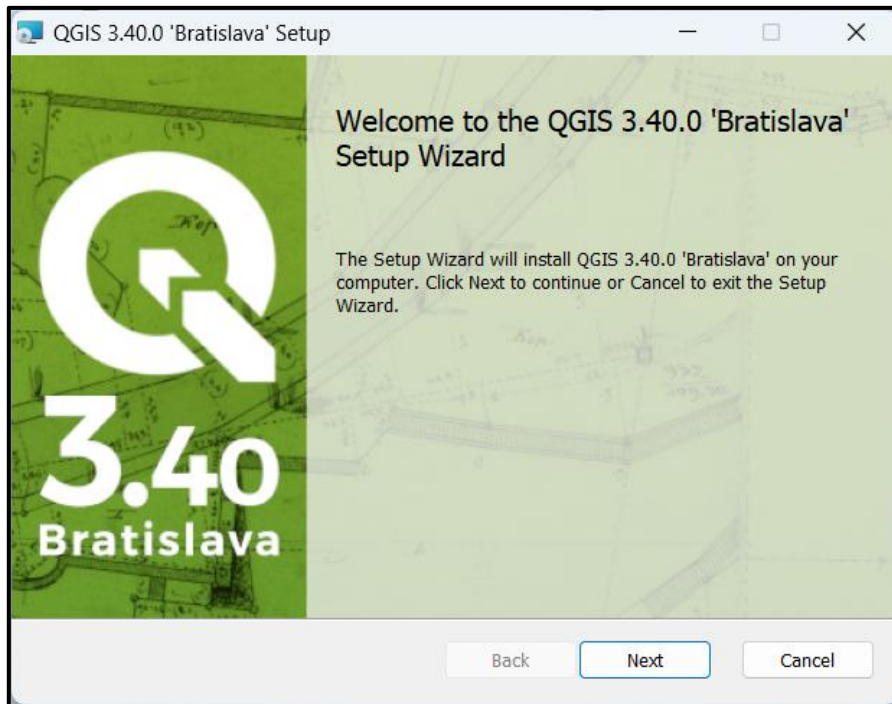 QGIS 3.40.0 'Bratislava' Setup
Welcome to the QGIS 3.40.0 'Bratislava'
Setup Wizard
The Setup Wizard will install QGIS 3.40.0 'Bratislava' on your
computer. Click Next to continue or Cancel to exit the Setup
Wizard.
3.40
Bratislava
Back
Next
Cancel